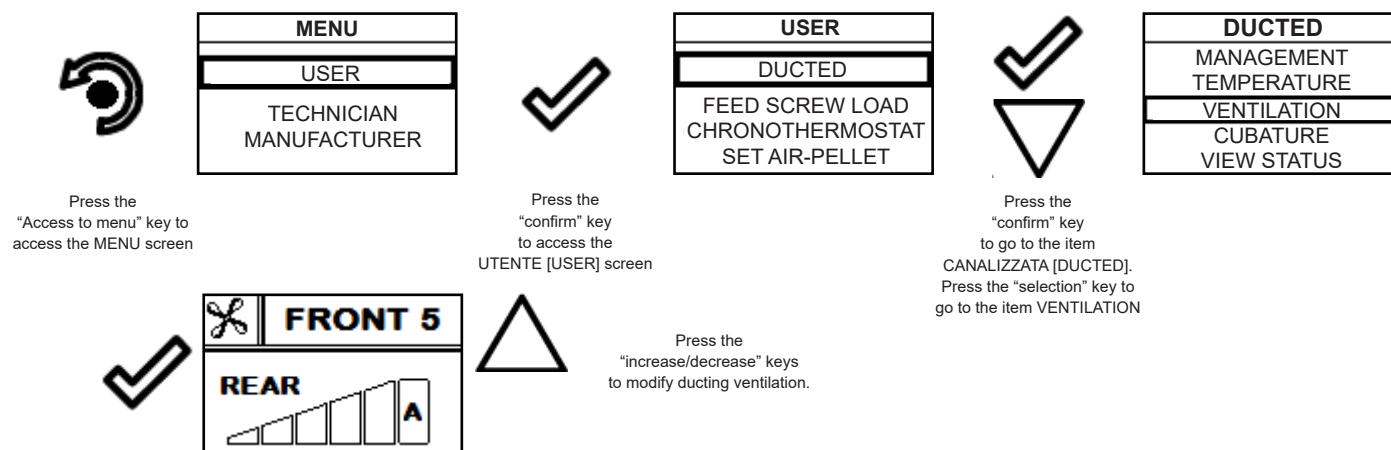 MENU
USER
TECHNICIAN
MANUFACTURER
Press the
“Access to menu” key to
access the MENU screen
Press the
“confirm” key
to access the
UTENTE [USER] screen
USER
DUCTED
FEED SCREW LOAD
CHRONOTHERMOSTAT
SET AIR-PELLET
Press the
“confirm” key
to go to the item
CANALIZZATA [DUCTED].
Press the “selection” key to
go to the item VENTILATION
DUCTED
MANAGEMENT
TEMPERATURE
VENTILATION
CUBATURE
VIEW STATUS
FRONT 5
REAR
A
Press the
“increase/decrease” keys
to modify ducting ventilation.